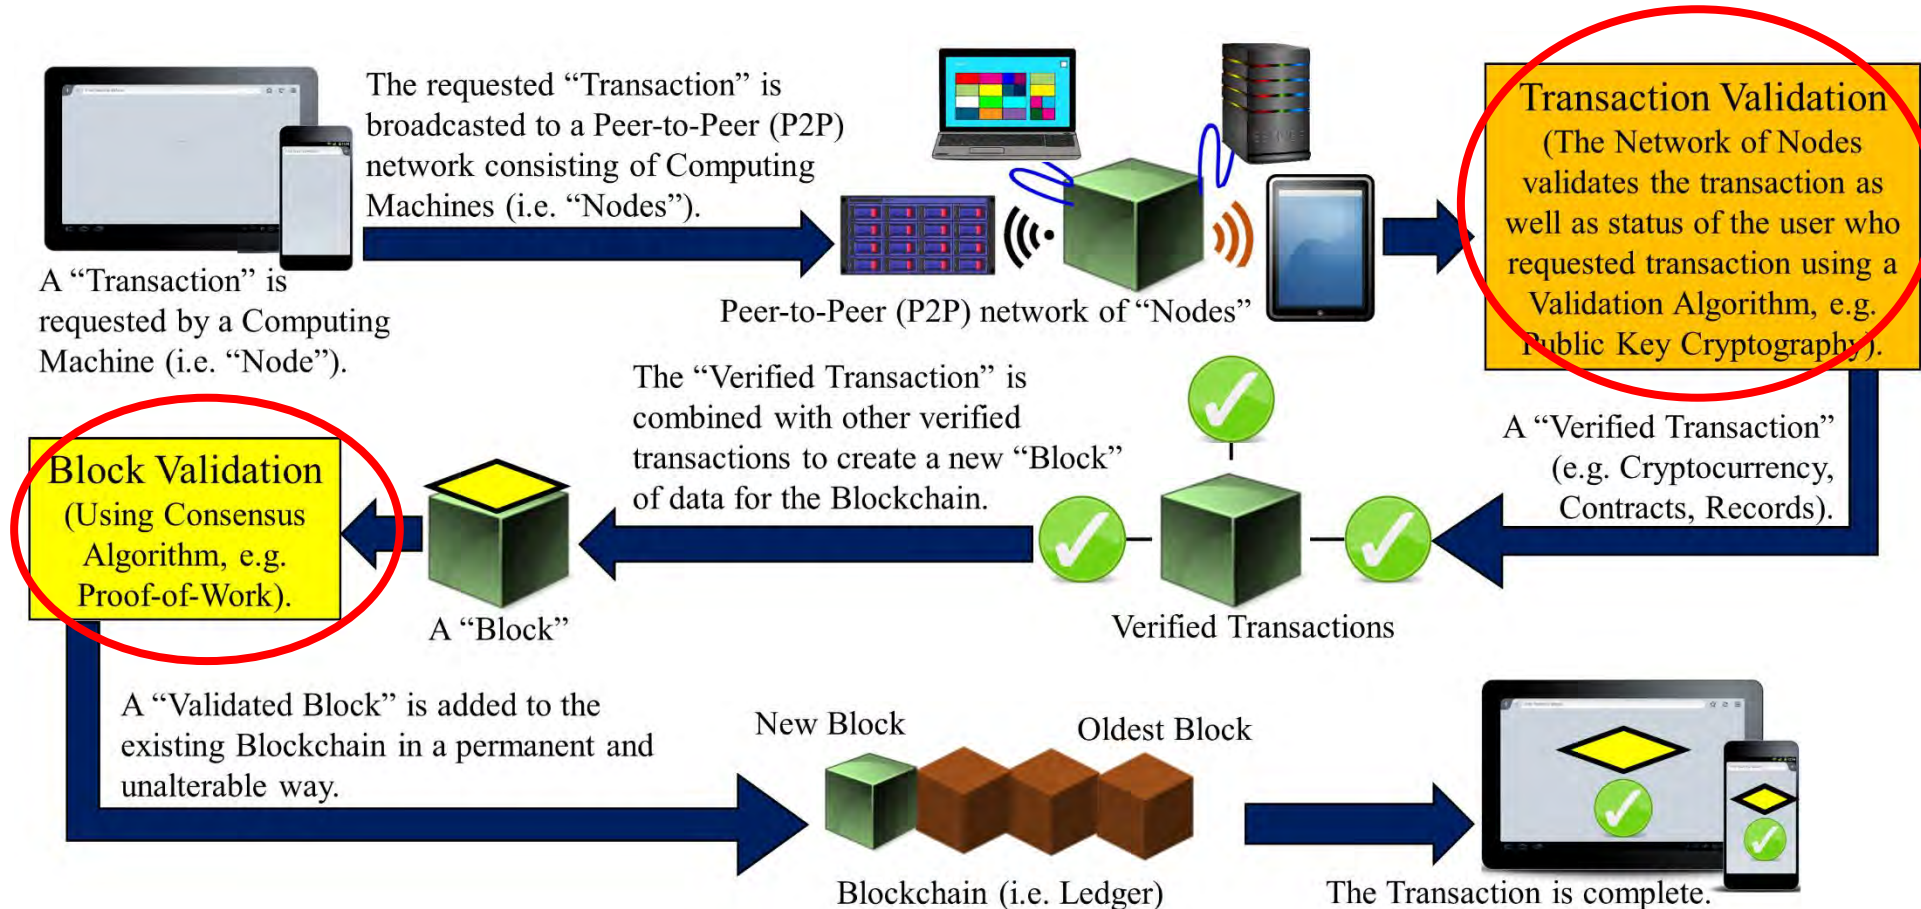 A “Transaction” is
requested by a Computing
Machine (i.e. “Node”).
The requested “Transaction” is
broadcasted to a Peer-to-Peer (P2P)
network consisting of Computing
Machines (i.e. “Nodes”).
Peer-to-Peer (P2P) network of “Nodes”
Transaction Validation
(The Network of Nodes
validates the transaction as
well as status of the user who
requested transaction using a
Validation Algorithm, e.g.
Public Key Cryptography).
A “Verified Transaction”
(e.g. Cryptocurrency,
Contracts, Records).
Verified Transactions
The “Verified Transaction” is
combined with other verified
transactions to create a new “Block”
of data for the Blockchain.
A “Block”
Block Validation
(Using Consensus
Algorithm, e.g.
Proof-of-Work).
A “Validated Block” is added to the
existing Blockchain in a permanent and
unalterable way.
New Block
Oldest Block
Blockchain (i.e. Ledger)
The Transaction is complete.